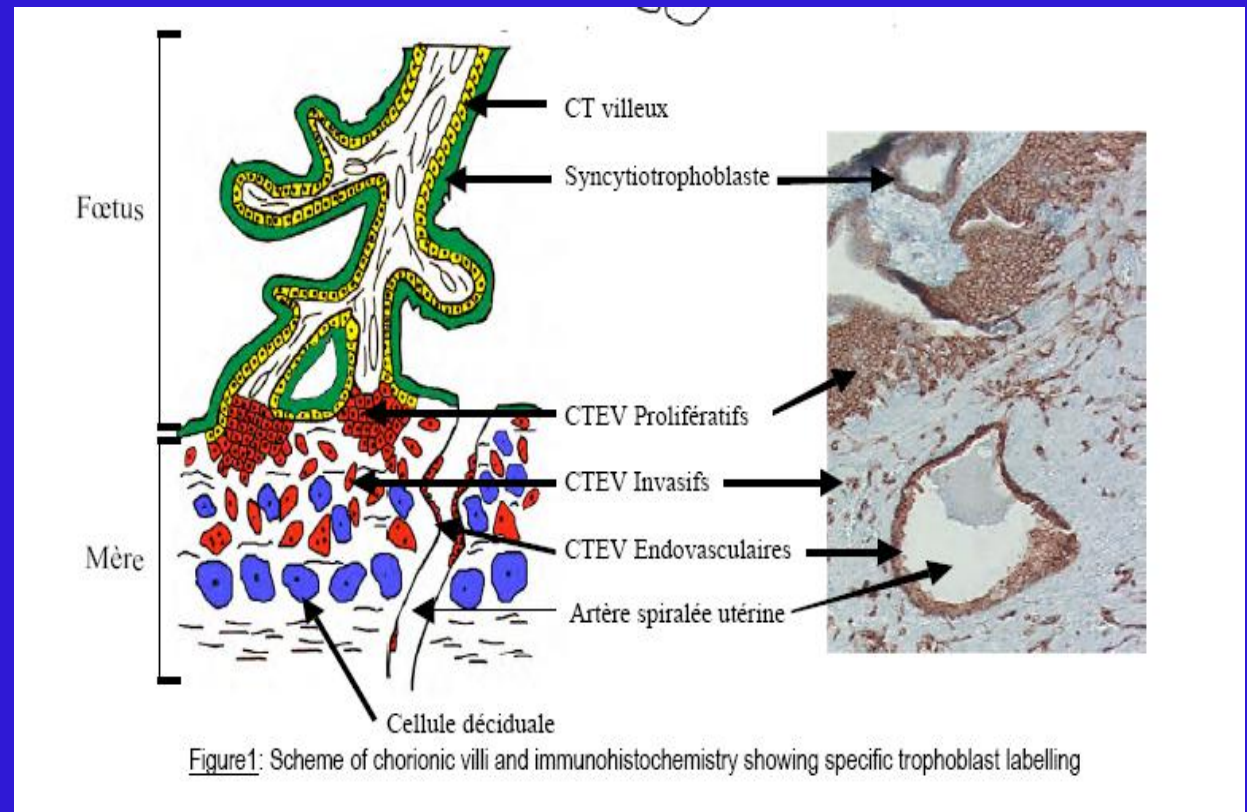 CT villeux
Syncytiotrophoblaste
Fœtus
CTEV Prolifératifs
CTEV Invasifs
CTEV Endovasculaires
Mère
Artère spiralée utérine
Cellule déciduale
Figure1: Scheme of chorionic villi and immunohistochemistry showing specific trophoblast labelling